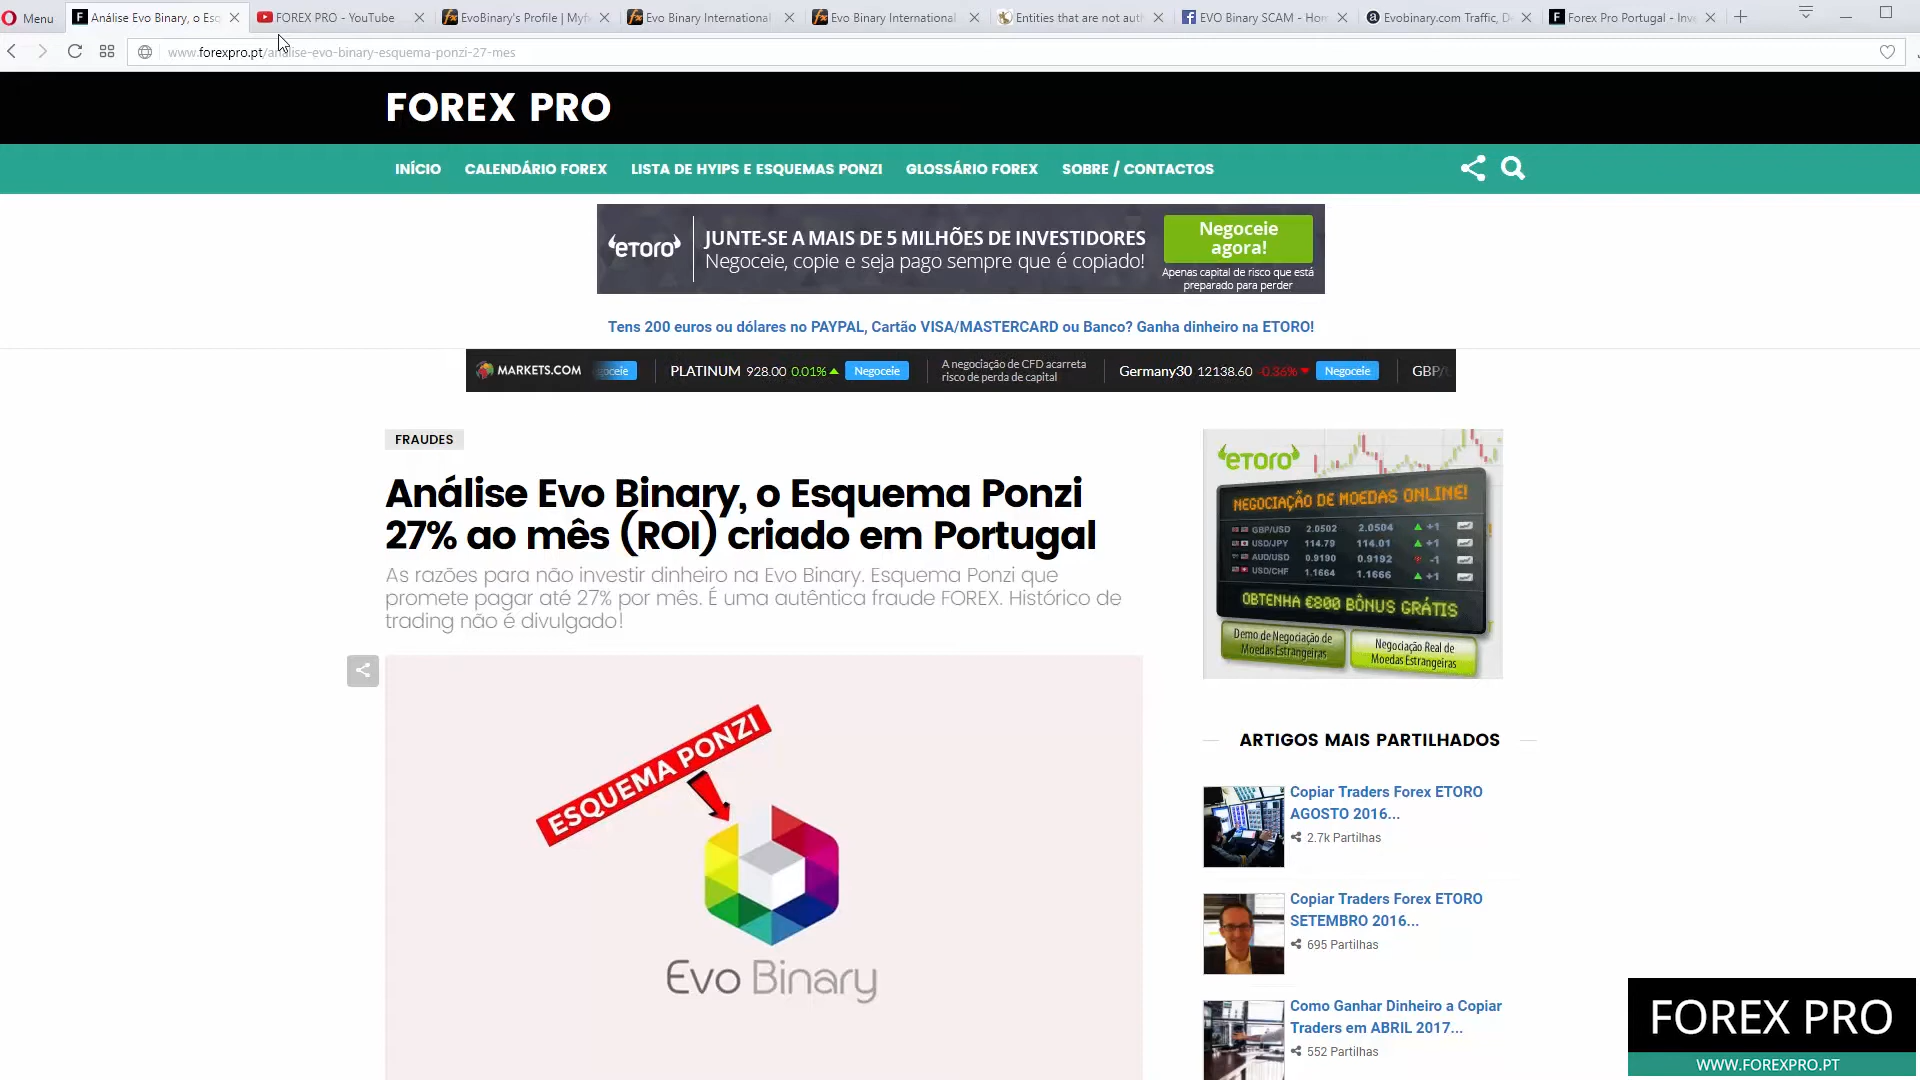 Menu
Análise Evo Binary, o Es
FOREX PRO - YouTube
EvoBinary's Profile | Myf
Evo Binary International
Evo Binary International
Entities that are not aut
EVO Binary SCAM - Ho
Evobinary.com Traffic, D
Forex Pro Portugal - Inv
www.forexpro.pt/analise-evo-binary-esquema-ponzi-27-mes
FOREX PRO
INÍCIO
CALENDÁRIO FOREX
LISTA DE HYIPS E ESQUEMAS PONZI
GLOSSÁRIO FOREX
SOBRE / CONTACTOS
eToro
JUNTE-SE A MAIS DE 5 MILHÕES DE INVESTIDORES
Negoceie, copie e seja pago sempre que é copiado!
Negoceie
agora!
Apenas capital de risco que está
preparado para perder
Tens 200 euros ou dólares no PAYPAL, Cartão VISA/MASTERCARD ou Banco? Ganha dinheiro na ETORO!
MARKETS.COM
goceie
PLATINUM 928.00 0.01% Negoceie
A negociação de CFD acarreta
risco de perda de capital
Germany30 12138.60 -0.36% Negoceie
GBP/
FRAUDES
Análise Evo Binary, o Esquema Ponzi
27% ao mês (ROI) criado em Portugal
As razões para não investir dinheiro na Evo Binary. Esquema Ponzi que
promete pagar até 27% por mês. É uma autêntica fraude FOREX. Histórico de
trading não é divulgado!
ESQUEMA PONZI
Evo Binary
eToro
NEGOCIAÇÃO DE MOEDAS ONLINE!
GBP/USD 2.0502 2.0504 +1
USD/JPY 114.79 114.01 +1
AUD/USD 0.9190 0.9192 -1
USD/CHF 1.1664 1.1666 +1
OBTENHA €800 BÔNUS GRÁTIS
Demo de Negociação de
Moedas Estrangeiras
Negociação Real de
Moedas Estrangeiras
ARTIGOS MAIS PARTILHADOS
Copiar Traders Forex ETORO
AGOSTO 2016...
2.7k Partilhas
Copiar Traders Forex ETORO
SETEMBRO 2016...
695 Partilhas
Como Ganhar Dinheiro a Copiar
Traders em ABRIL 2017...
552 Partilhas
FOREX PRO
WWW.FOREXPRO.PT